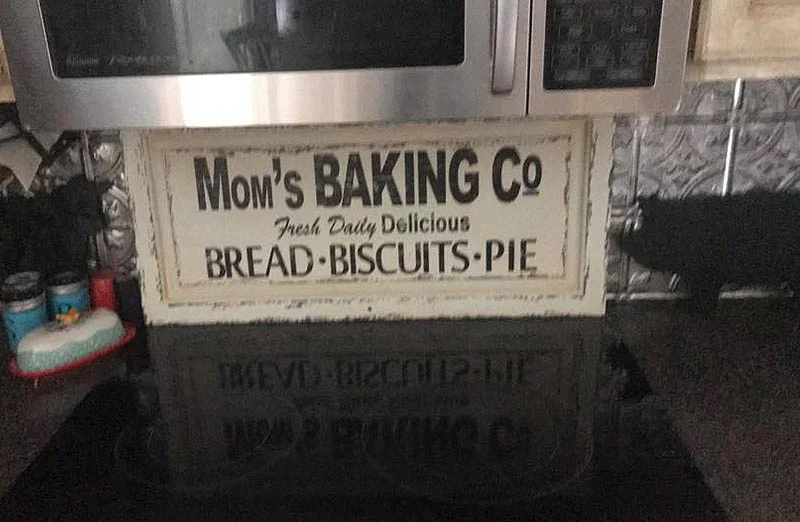 Mom's BAKING Co
Fresh Daily Delicious
BREAD·BISCUITS·PIE